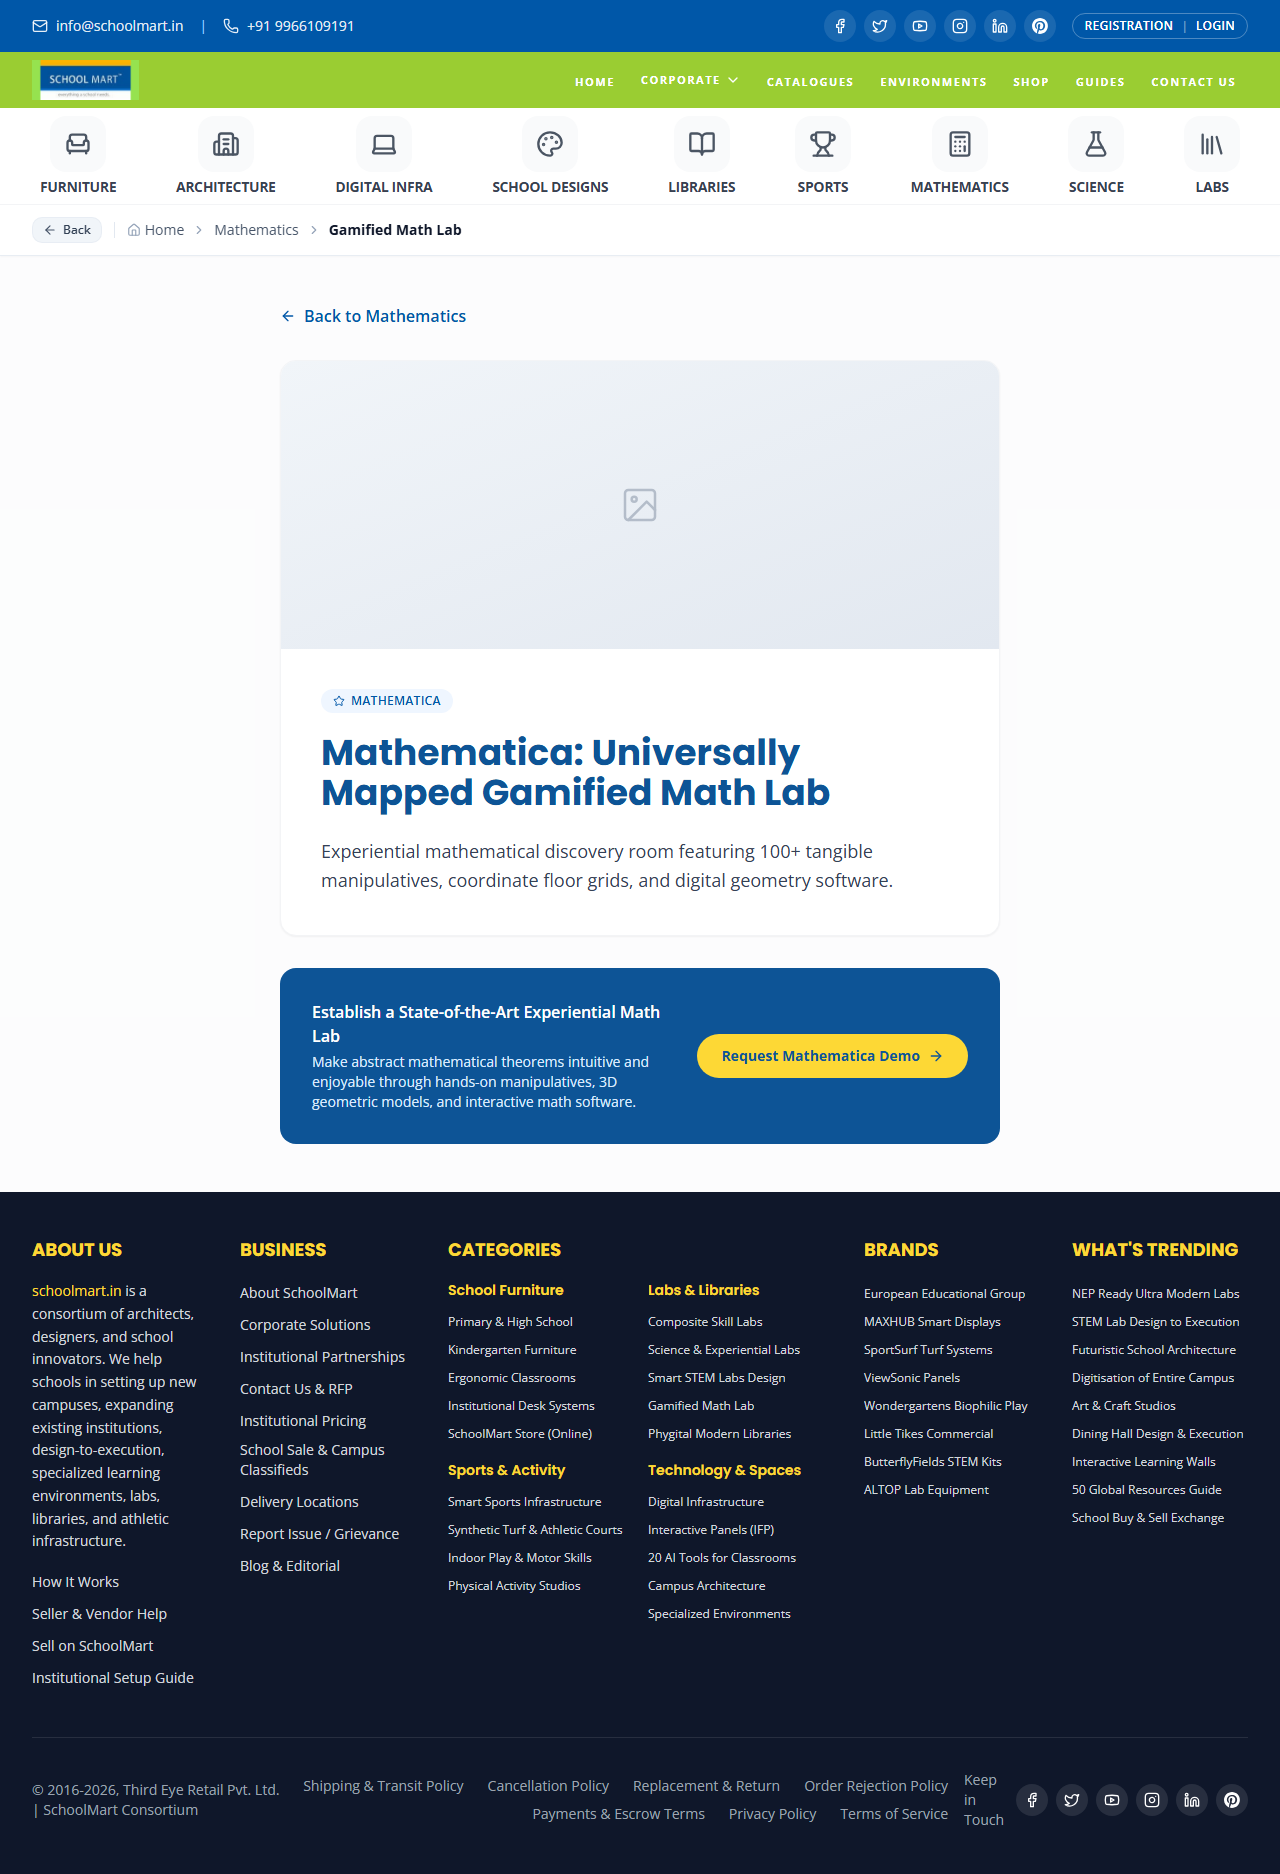 info@schoolmart.in | +91 9966109191
REGISTRATION | LOGIN
SCHOOL MART
HOME CORPORATE CATALOGUES ENVIRONMENTS SHOP GUIDES CONTACT US
FURNITURE ARCHITECTURE DIGITAL INFRA SCHOOL DESIGNS LIBRARIES SPORTS MATHEMATICS SCIENCE LABS
Back Home Mathematics Gamified Math Lab
Back to Mathematics
MATHEMATICA
Mathematica: Universally
Mapped Gamified Math Lab
Experiential mathematical discovery room featuring 100+ tangible
manipulatives, coordinate floor grids, and digital geometry software.
Establish a State-of-the-Art Experiential Math
Lab
Make abstract mathematical theorems intuitive and
enjoyable through hands-on manipulatives, 3D
geometric models, and interactive math software.
Request Mathematica Demo
ABOUT US
schoolmart.in is a
consortium of architects,
designers, and school
innovators. We help
schools in setting up new
campuses, expanding
existing institutions,
design-to-execution,
specialized learning
environments, labs,
libraries, and athletic
infrastructure.
How It Works
Seller & Vendor Help
Sell on SchoolMart
Institutional Setup Guide
BUSINESS
About SchoolMart
Corporate Solutions
Institutional Partnerships
Contact Us & RFP
Institutional Pricing
School Sale & Campus
Classifieds
Delivery Locations
Report Issue / Grievance
Blog & Editorial
CATEGORIES
School Furniture
Primary & High School
Kindergarten Furniture
Ergonomic Classrooms
Institutional Desk Systems
SchoolMart Store (Online)
Sports & Activity
Smart Sports Infrastructure
Synthetic Turf & Athletic Courts
Indoor Play & Motor Skills
Physical Activity Studios
Labs & Libraries
Composite Skill Labs
Science & Experiential Labs
Smart STEM Labs Design
Gamified Math Lab
Phygital Modern Libraries
Technology & Spaces
Digital Infrastructure
Interactive Panels (IFP)
20 AI Tools for Classrooms
Campus Architecture
Specialized Environments
BRANDS
European Educational Group
MAXHUB Smart Displays
SportSurf Turf Systems
ViewSonic Panels
Wondergartens Biophilic Play
Little Tikes Commercial
ButterflyFields STEM Kits
ALTOP Lab Equipment
WHAT'S TRENDING
NEP Ready Ultra Modern Labs
STEM Lab Design to Execution
Futuristic School Architecture
Digitisation of Entire Campus
Art & Craft Studios
Dining Hall Design & Execution
Interactive Learning Walls
50 Global Resources Guide
School Buy & Sell Exchange
© 2016-2026, Third Eye Retail Pvt. Ltd.
| SchoolMart Consortium
Shipping & Transit Policy Cancellation Policy Replacement & Return Order Rejection Policy
Payments & Escrow Terms Privacy Policy Terms of Service
Keep
in
Touch